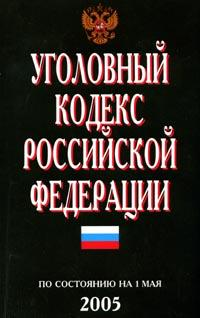 УГОЛОВНЫЙ
КОДЕКС
РОССИЙСКОЙ
ФЕДЕРАЦИИ
ПО СОСТОЯНИЮ НА 1 МАЯ
2005